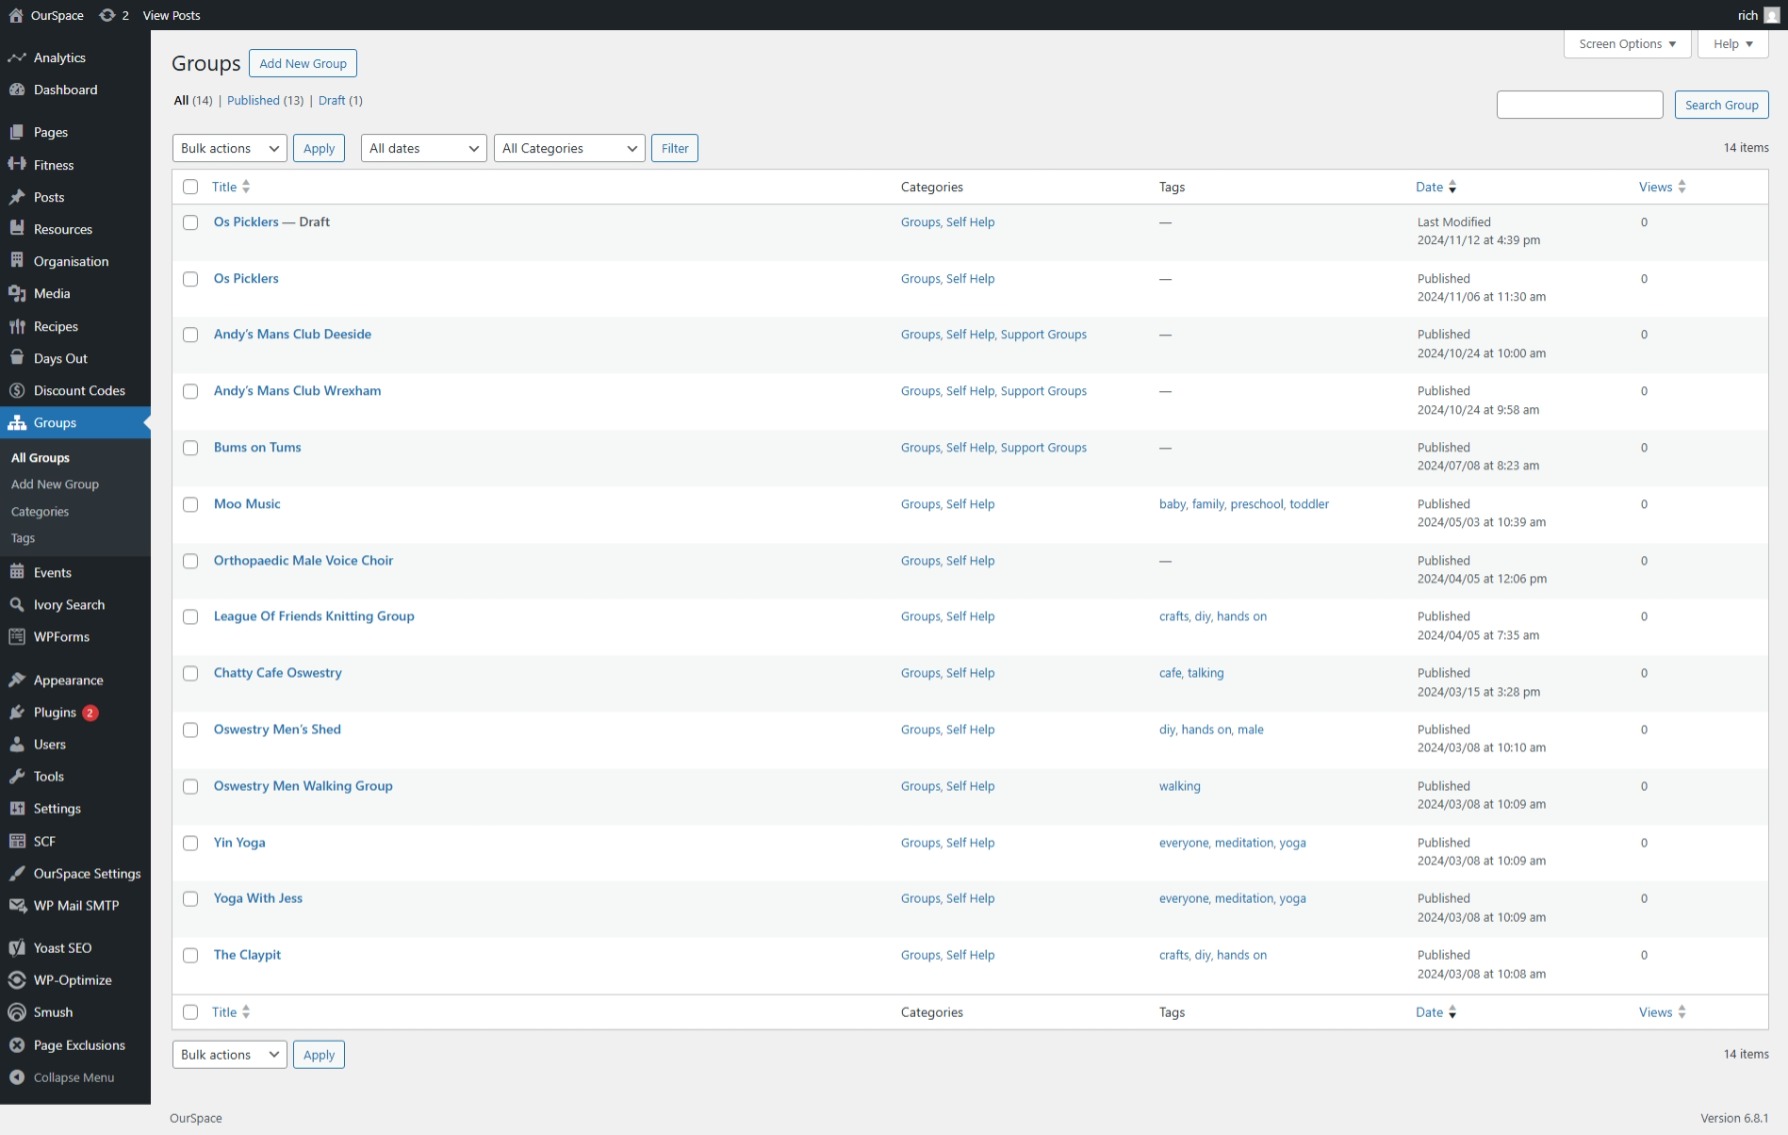 OurSpace 2 View Posts rich
Analytics
Dashboard
Pages
Fitness
Posts
Resources
Organisation
Media
Recipes
Days Out
Discount Codes
Groups
All Groups
Add New Group
Categories
Tags
Events
Ivory Search
WPForms
Appearance
Plugins 2
Users
Tools
Settings
SCF
OurSpace Settings
WP Mail SMTP
Yoast SEO
WP-Optimize
Smush
Page Exclusions
Collapse Menu
Screen Options ▼ Help ▼
Groups Add New Group
All (14) | Published (13) | Draft (1)
Search Group
Bulk actions Apply All dates All Categories Filter 14 items
Title Categories Tags Date Views
Os Picklers — Draft Groups, Self Help — Last Modified 0
2024/11/12 at 4:39 pm
Os Picklers Groups, Self Help — Published 0
2024/11/06 at 11:30 am
Andy’s Mans Club Deeside Groups, Self Help, Support Groups — Published 0
2024/10/24 at 10:00 am
Andy’s Mans Club Wrexham Groups, Self Help, Support Groups — Published 0
2024/10/24 at 9:58 am
Bums on Tums Groups, Self Help, Support Groups — Published 0
2024/07/08 at 8:23 am
Moo Music Groups, Self Help baby, family, preschool, toddler Published 0
2024/05/03 at 10:39 am
Orthopaedic Male Voice Choir Groups, Self Help — Published 0
2024/04/05 at 12:06 pm
League Of Friends Knitting Group Groups, Self Help crafts, diy, hands on Published 0
2024/04/05 at 7:35 am
Chatty Cafe Oswestry Groups, Self Help cafe, talking Published 0
2024/03/15 at 3:28 pm
Oswestry Men’s Shed Groups, Self Help diy, hands on, male Published 0
2024/03/08 at 10:10 am
Oswestry Men Walking Group Groups, Self Help walking Published 0
2024/03/08 at 10:09 am
Yin Yoga Groups, Self Help everyone, meditation, yoga Published 0
2024/03/08 at 10:09 am
Yoga With Jess Groups, Self Help everyone, meditation, yoga Published 0
2024/03/08 at 10:09 am
The Claypit Groups, Self Help crafts, diy, hands on Published 0
2024/03/08 at 10:08 am
Title Categories Tags Date Views
Bulk actions Apply 14 items
OurSpace Version 6.8.1